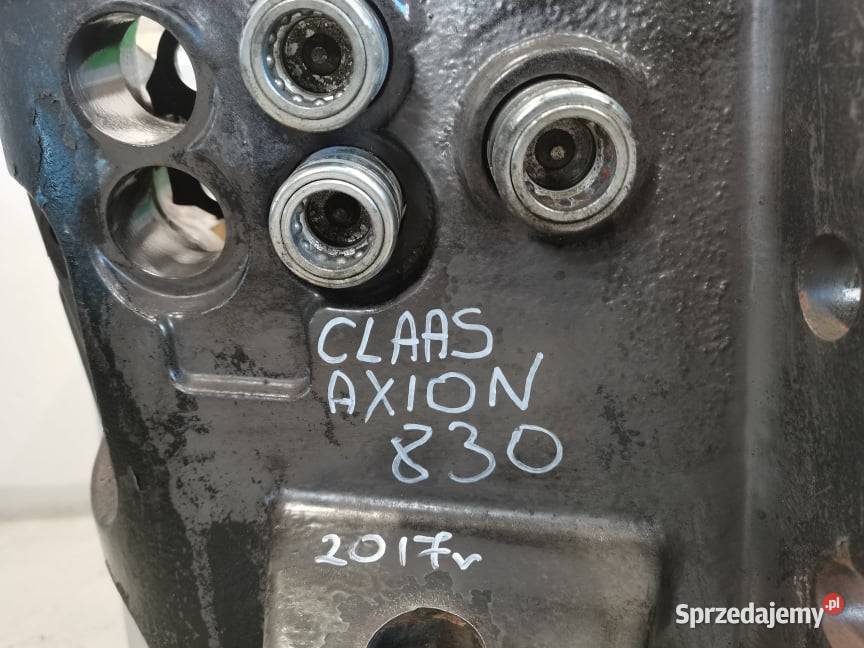 CLAAS
AXION
830
2017r
Sprzedajemy.pl